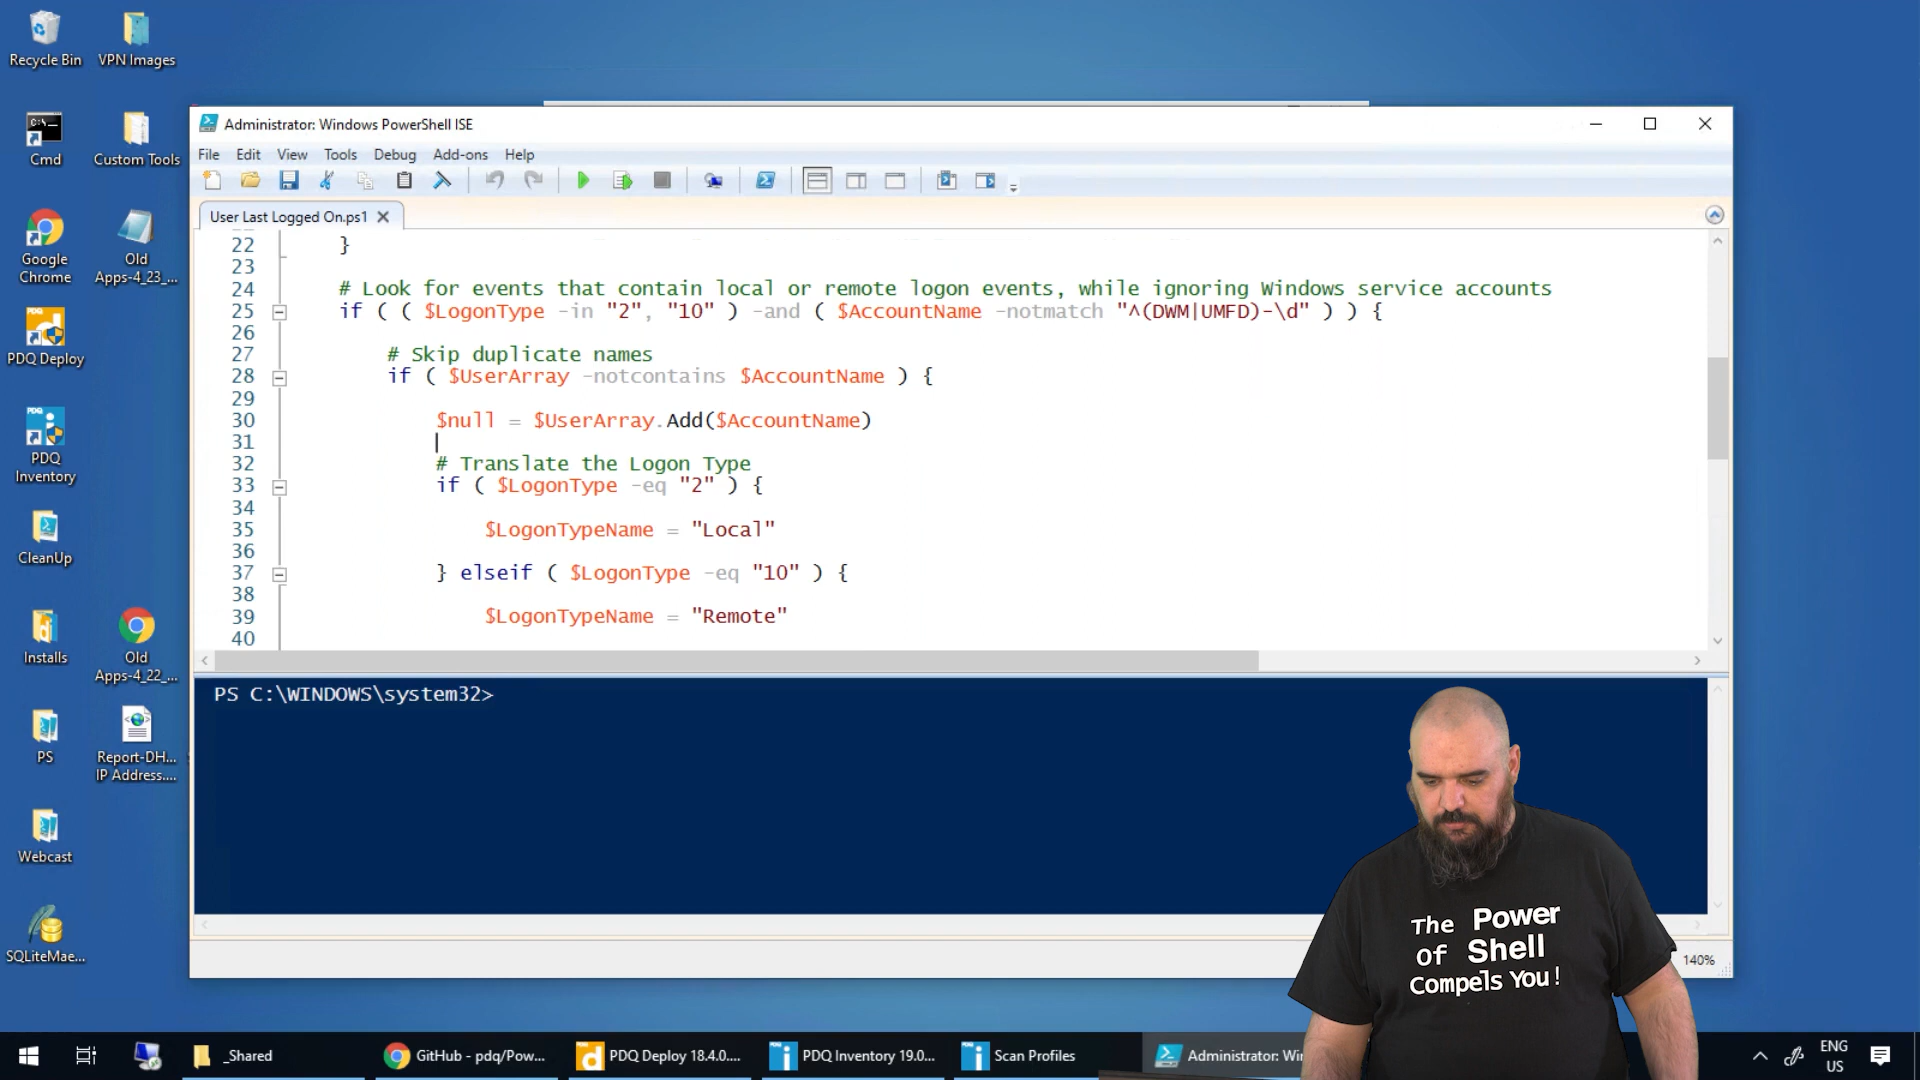 Recycle Bin
VPN Images
Cmd
Custom Tools
Google
Chrome
Old
Apps-4_23_...
PDQ Deploy
PDQ
Inventory
CleanUp
Installs
Old
Apps-4_22_...
PS
Report-DH...
IP Address....
Webcast
SQLiteMae...
Administrator: Windows PowerShell ISE
File Edit View Tools Debug Add-ons Help
User Last Logged On.ps1
22 }
23
24 # Look for events that contain local or remote logon events, while ignoring Windows service accounts
25 if ( ( $LogonType -in "2", "10" ) -and ( $AccountName -notmatch "^(DWM|UMFD)-\d" ) ) {
26
27 # Skip duplicate names
28 if ( $UserArray -notcontains $AccountName ) {
29
30 $null = $UserArray.Add($AccountName)
31
32 # Translate the Logon Type
33 if ( $LogonType -eq "2" ) {
34
35 $LogonTypeName = "Local"
36
37 } elseif ( $LogonType -eq "10" ) {
38
39 $LogonTypeName = "Remote"
40
PS C:\WINDOWS\system32>
The Power
of Shell
Compels You!
140%
_Shared
GitHub - pdq/Pow...
PDQ Deploy 18.4.0....
PDQ Inventory 19.0...
Scan Profiles
Administrator: Wi
ENG
US